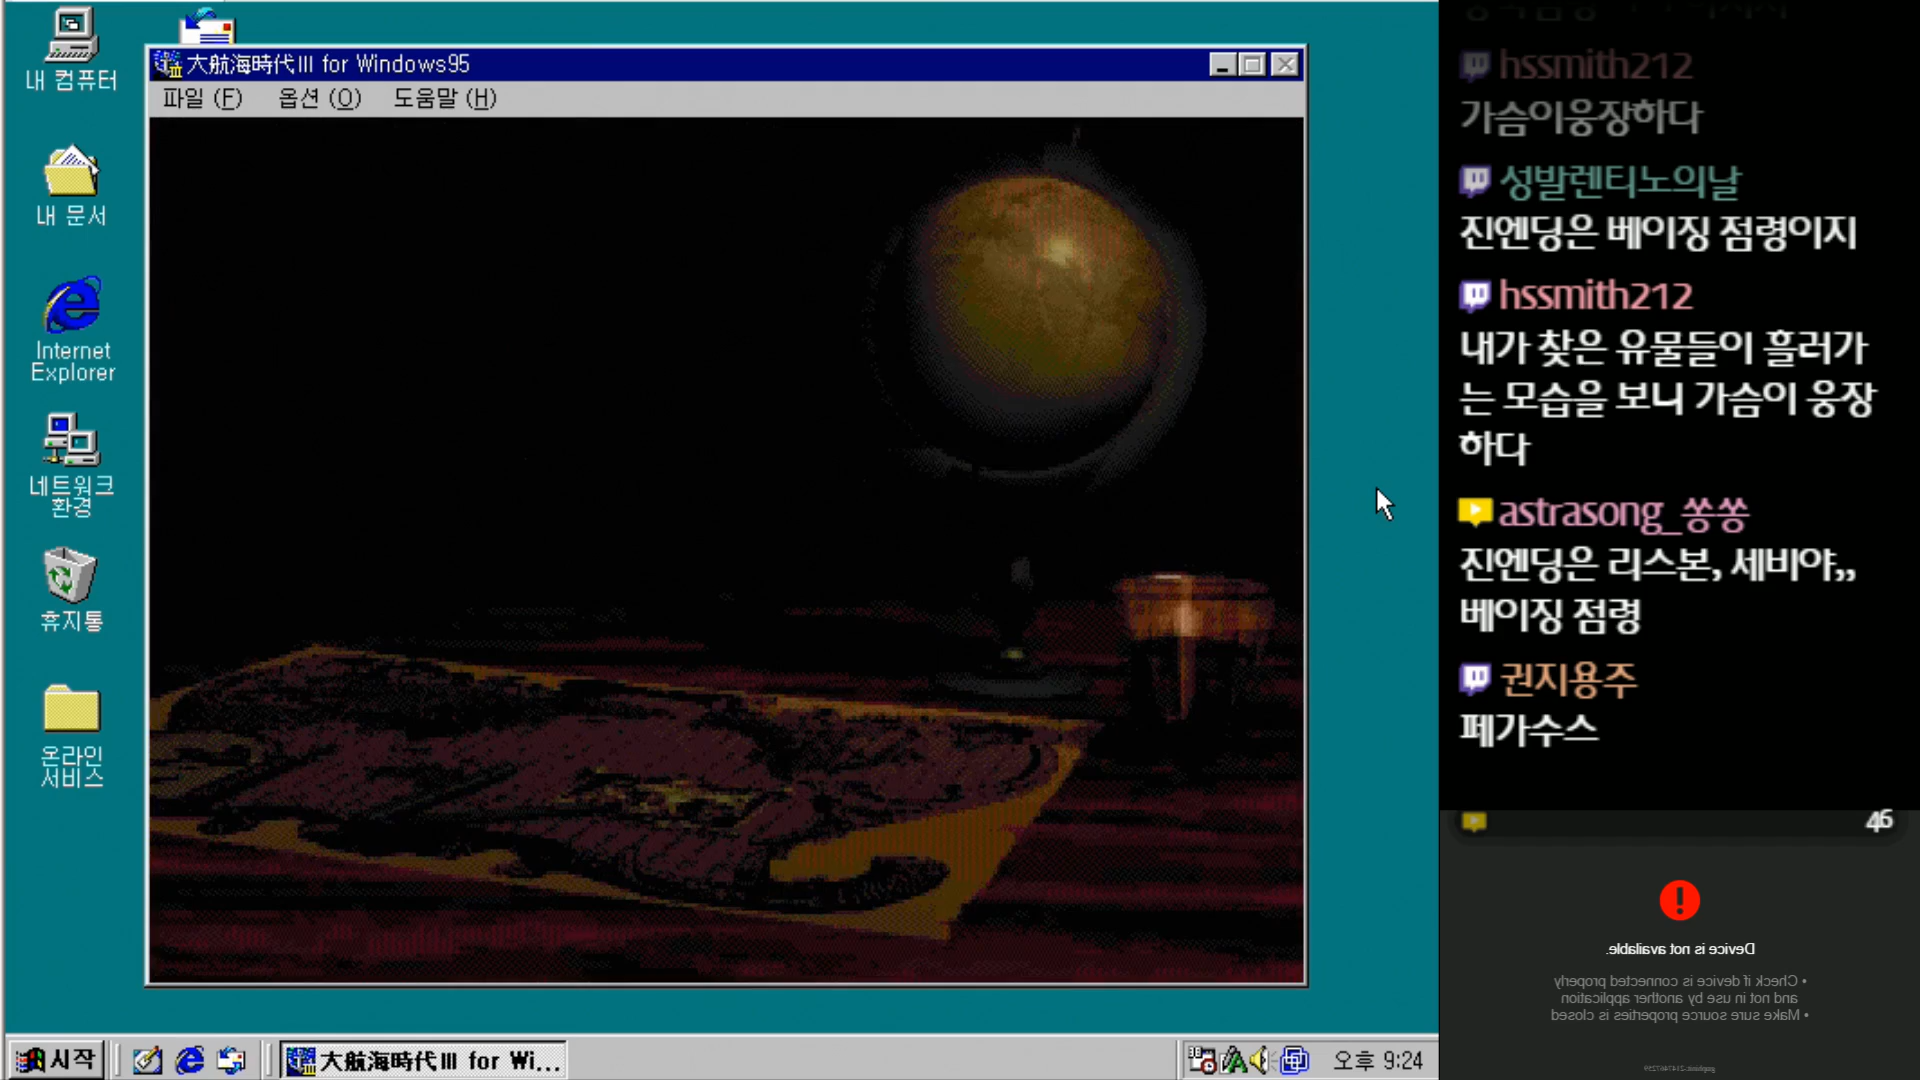 내 컴퓨터
내 문서
Internet
Explorer
네트워크
환경
휴지통
온라인
서비스
大航海時代Ⅲ for Windows95
파일 (F)
옵션 (O)
도움말 (H)
시작
大航海時代Ⅲ for Wi...
오후 9:24
hssmith212
가슴이웅장하다
성발렌티노의날
진엔딩은 베이징 점령이지
hssmith212
내가 찾은 유물들이 흘러가
는 모습을 보니 가슴이 웅장
하다
astrasong_쏭쏭
진엔딩은 리스본, 세비야,,
베이징 점령
권지용주
페가수스
Device is not available.
• Check if device is connected properly
and not in use by another application
• Make sure source properties is closed